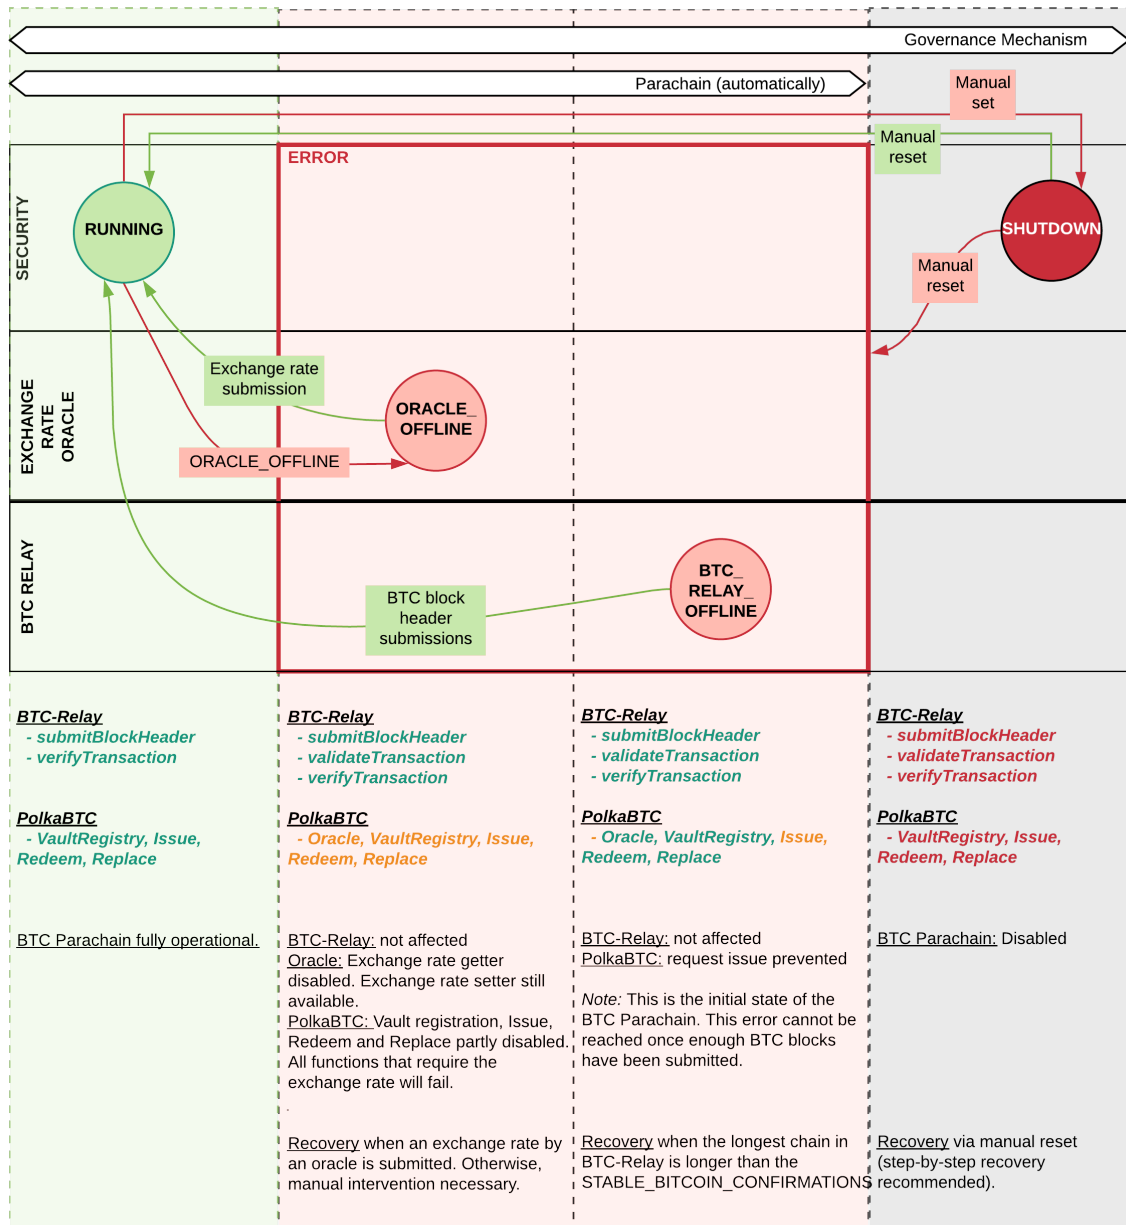 Governance Mechanism
Parachain (automatically)
Manual
set
Manual
reset
ERROR
SECURITY
RUNNING
SHUTDOWN
Manual
reset
EXCHANGE
RATE
ORACLE
Exchange rate
submission
ORACLE_
OFFLINE
ORACLE_OFFLINE
BTC RELAY
BTC_
RELAY_
OFFLINE
BTC block
header
submissions
BTC-Relay
- submitBlockHeader
- verifyTransaction
PolkaBTC
- VaultRegistry, Issue,
Redeem, Replace
BTC Parachain fully operational.
BTC-Relay
- submitBlockHeader
- validateTransaction
- verifyTransaction
PolkaBTC
- Oracle, VaultRegistry, Issue,
Redeem, Replace
BTC-Relay: not affected
Oracle: Exchange rate getter
disabled. Exchange rate setter still
available.
PolkaBTC: Vault registration, Issue,
Redeem and Replace partly disabled.
All functions that require the
exchange rate will fail.
.
Recovery when an exchange rate by
an oracle is submitted. Otherwise,
manual intervention necessary.
BTC-Relay
- submitBlockHeader
- validateTransaction
- verifyTransaction
PolkaBTC
- Oracle, VaultRegistry, Issue,
Redeem, Replace
BTC-Relay: not affected
PolkaBTC: request issue prevented
Note: This is the initial state of the
BTC Parachain. This error cannot be
reached once enough BTC blocks
have been submitted.
Recovery when the longest chain in
BTC-Relay is longer than the
STABLE_BITCOIN_CONFIRMATIONS
BTC-Relay
- submitBlockHeader
- validateTransaction
- verifyTransaction
PolkaBTC
- VaultRegistry, Issue,
Redeem, Replace
BTC Parachain: Disabled
Recovery via manual reset
(step-by-step recovery
recommended).